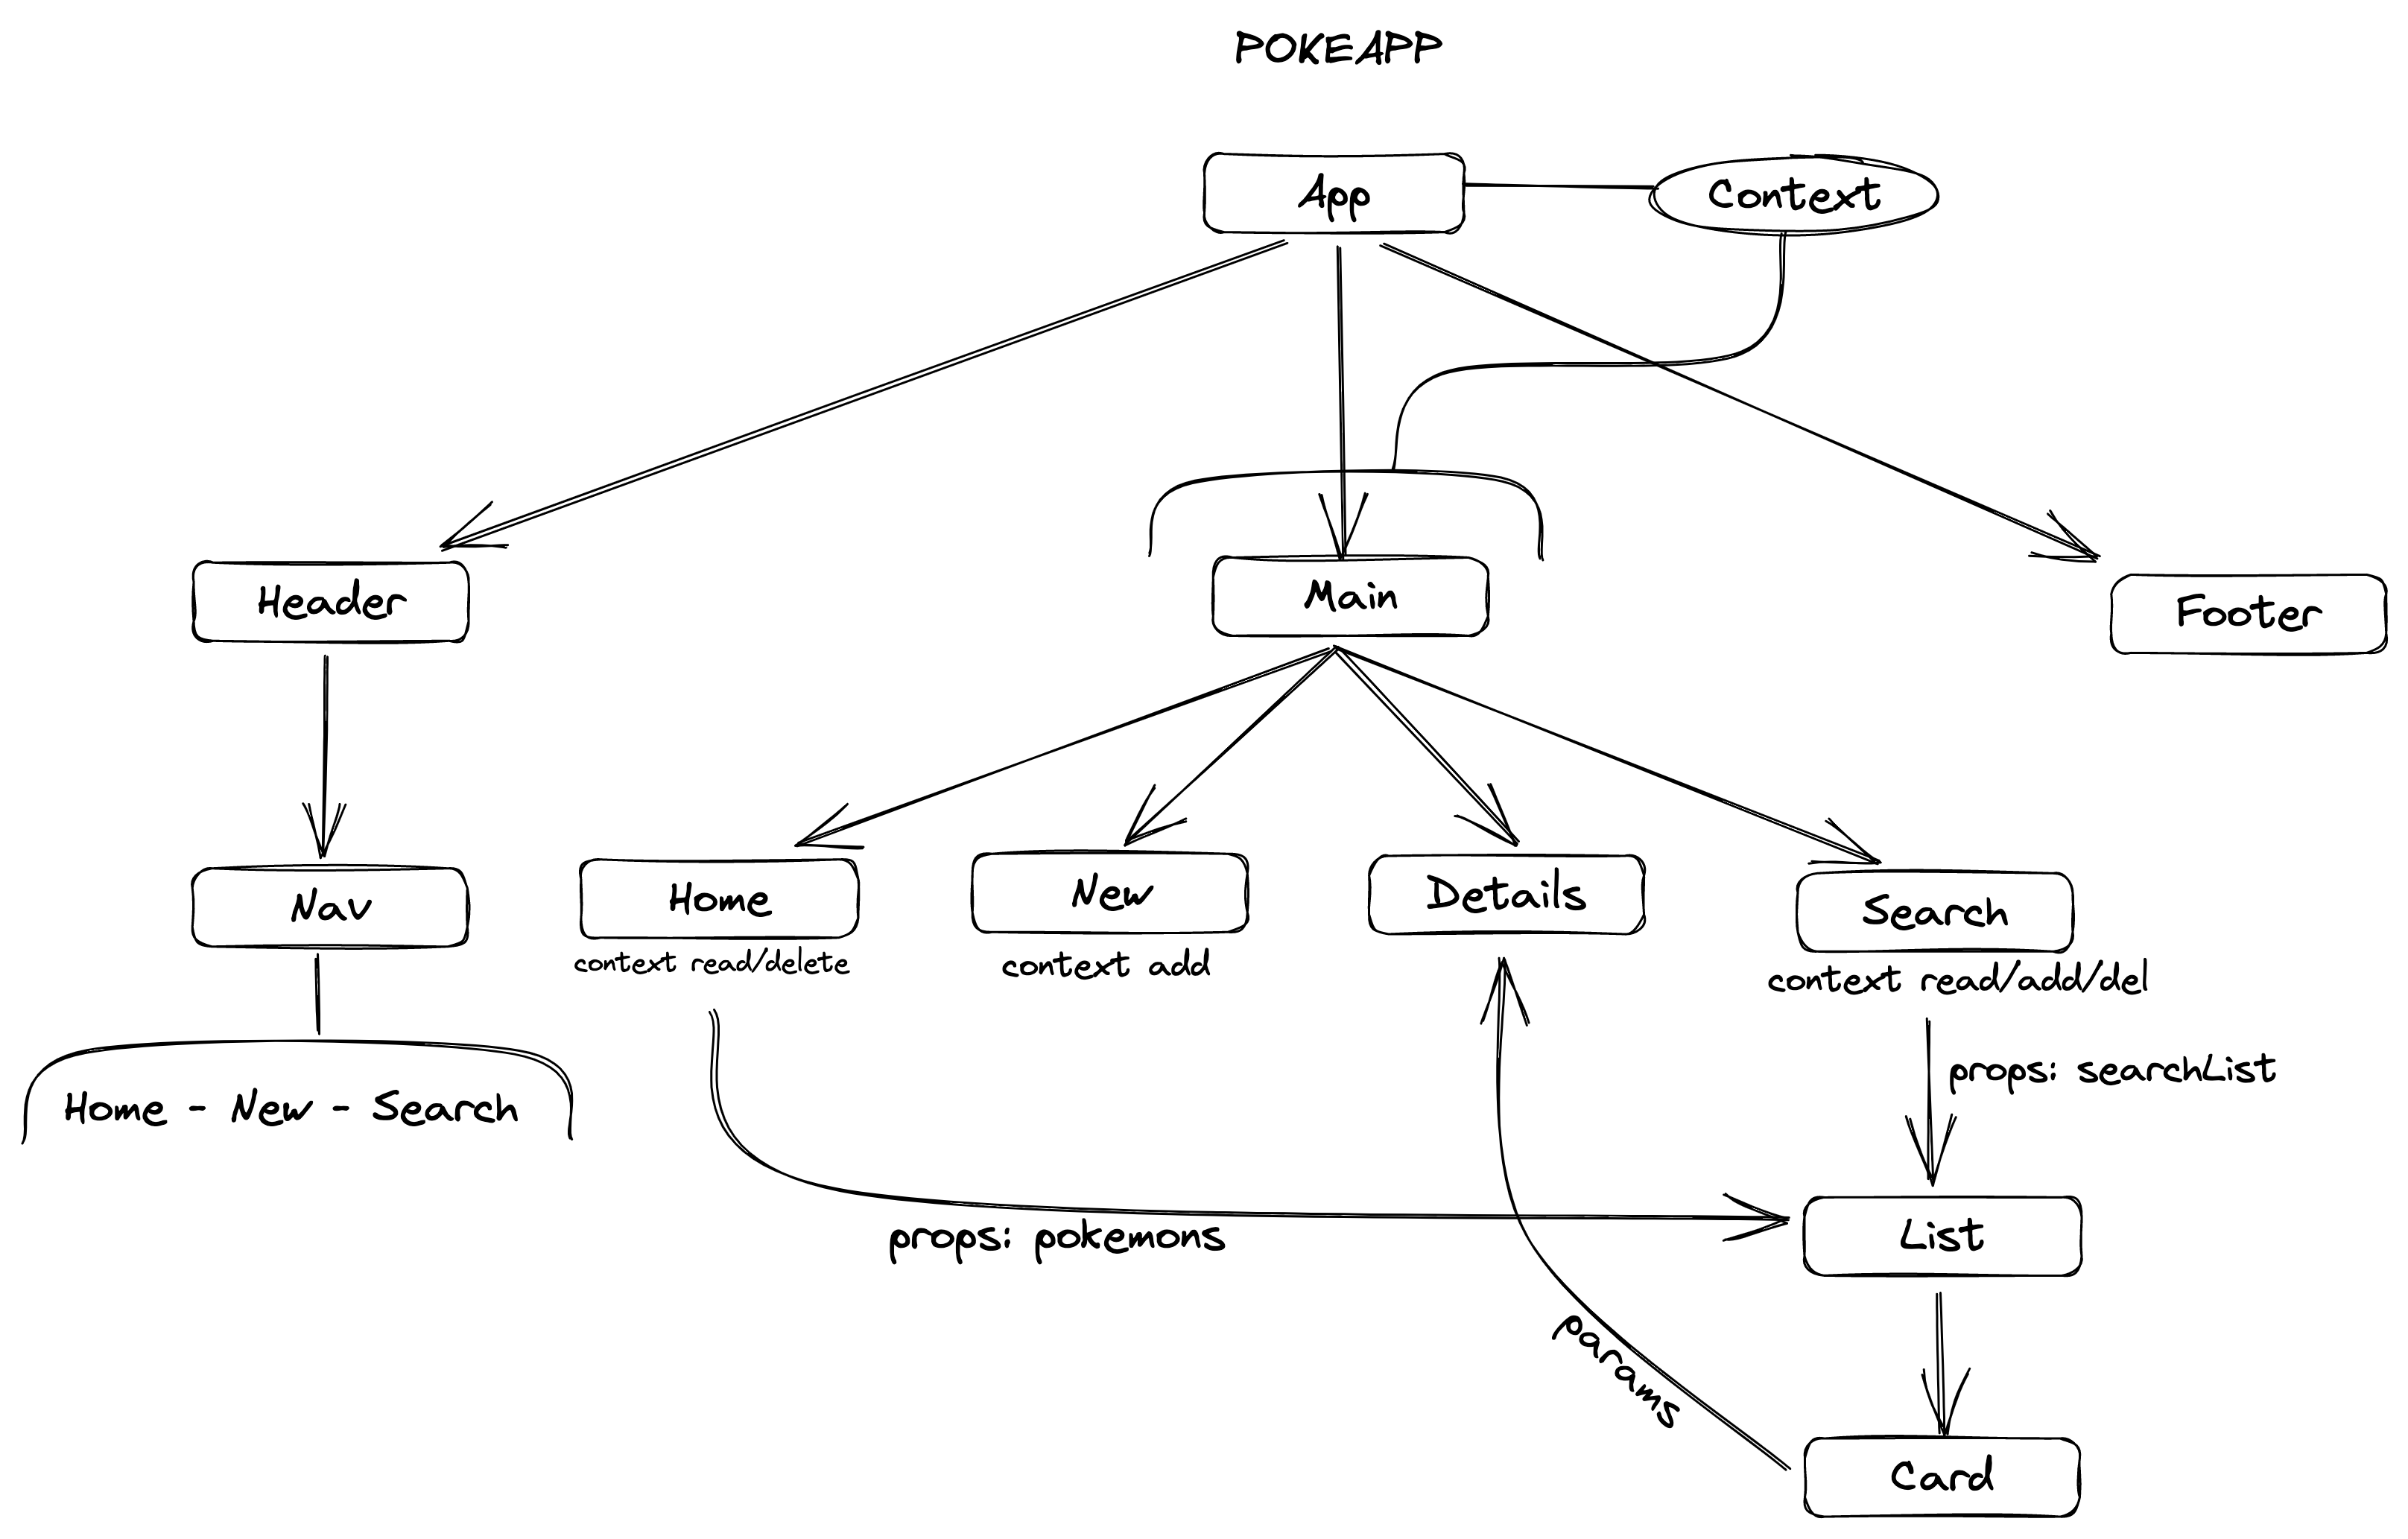 POKEAPP
App
Context
Header
Main
Footer
Nav
Home
New
Details
Search
context read/delete
context add
context read/add/del
props: searchList
Home - New - Search
props: pokemons
List
params
Card